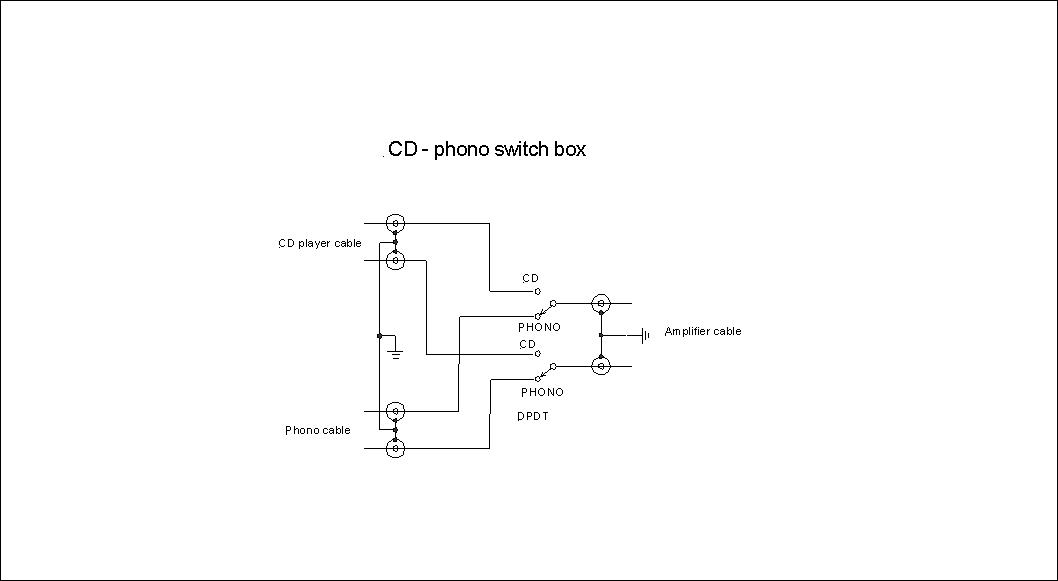 CD - phono switch box
CD player cable
CD
PHONO
Amplifier cable
CD
PHONO
DPDT
Phono cable